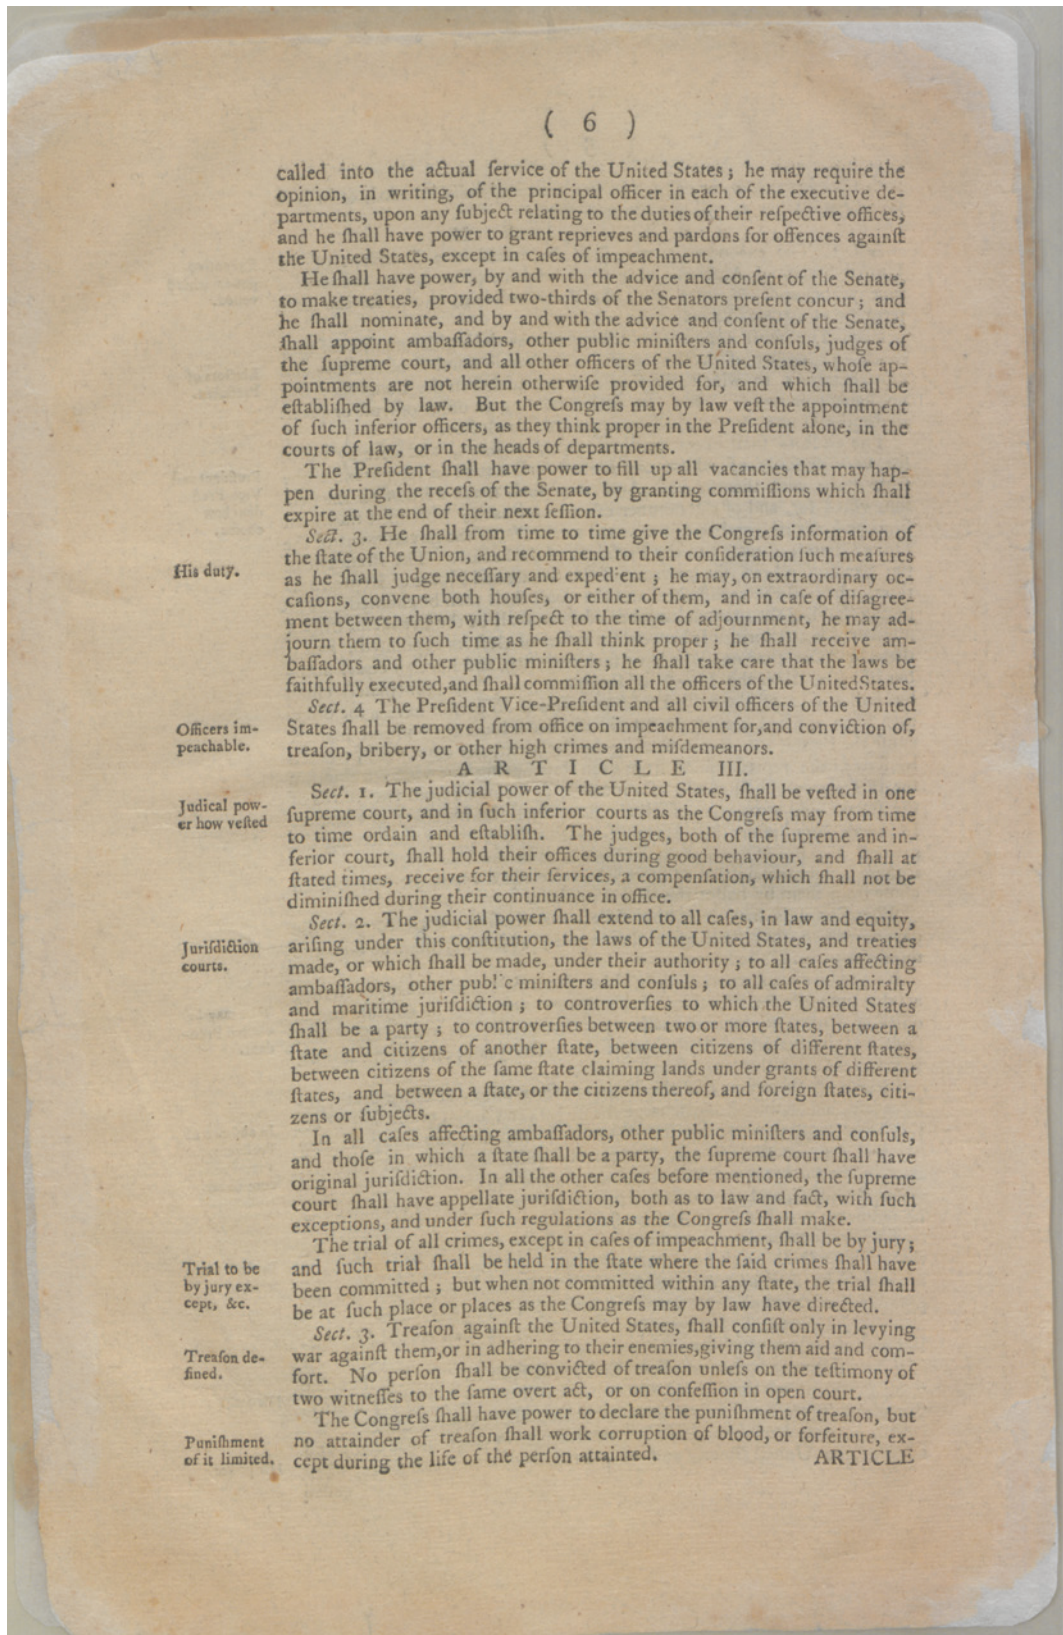 ( 6 )
called into the actual ſervice of the United States; he may require the
opinion, in writing, of the principal officer in each of the executive de-
partments, upon any ſubject relating to the duties of their reſpective offices,
and he ſhall have power to grant reprieves and pardons for offences againſt
the United States, except in caſes of impeachment.
He ſhall have power, by and with the advice and conſent of the Senate,
to make treaties, provided two-thirds of the Senators preſent concur; and
he ſhall nominate, and by and with the advice and conſent of the Senate,
ſhall appoint ambaſſadors, other public miniſters and conſuls, judges of
the ſupreme court, and all other officers of the United States, whoſe ap-
pointments are not herein otherwiſe provided for, and which ſhall be
eſtabliſhed by law. But the Congreſs may by law veſt the appointment
of ſuch inferior officers, as they think proper in the Preſident alone, in the
courts of law, or in the heads of departments.
The Preſident ſhall have power to fill up all vacancies that may hap-
pen during the receſs of the Senate, by granting commiſſions which ſhall
expire at the end of their next ſeſſion.
Sect. 3. He ſhall from time to time give the Congreſs information of
the ſtate of the Union, and recommend to their conſideration ſuch meaſures
His duty.
as he ſhall judge neceſſary and expedient; he may, on extraordinary oc-
caſions, convene both houſes, or either of them, and in caſe of diſagree-
ment between them, with reſpect to the time of adjournment, he may ad-
journ them to ſuch time as he ſhall think proper; he ſhall receive am-
baſſadors and other public miniſters; he ſhall take care that the laws be
faithfully executed,and ſhall commiſſion all the officers of the United States.
Sect. 4 The Preſident Vice-Preſident and all civil officers of the United
Officers im-
peachable.
States ſhall be removed from office on impeachment for,and conviction of,
treaſon, bribery, or other high crimes and miſdemeanors.
ARTICLE III.
Sect. 1. The judicial power of the United States, ſhall be veſted in one
Judical pow-
er how veſted
ſupreme court, and in ſuch inferior courts as the Congreſs may from time
to time ordain and eſtabliſh. The judges, both of the ſupreme and in-
ferior court, ſhall hold their offices during good behaviour, and ſhall at
ſtated times, receive for their ſervices, a compenſation, which ſhall not be
diminiſhed during their continuance in office.
Sect. 2. The judicial power ſhall extend to all caſes, in law and equity,
Juriſdiction
courts.
ariſing under this conſtitution, the laws of the United States, and treaties
made, or which ſhall be made, under their authority; to all caſes affecting
ambaſſadors, other public miniſters and conſuls; to all caſes of admiralty
and maritime juriſdiction; to controverſies to which the United States
ſhall be a party; to controverſies between two or more ſtates, between a
ſtate and citizens of another ſtate, between citizens of different ſtates,
between citizens of the ſame ſtate claiming lands under grants of different
ſtates, and between a ſtate, or the citizens thereof, and foreign ſtates, citi-
zens or ſubjects.
In all caſes affecting ambaſſadors, other public miniſters and conſuls,
and thoſe in which a ſtate ſhall be a party, the ſupreme court ſhall have
original juriſdiction. In all the other caſes before mentioned, the ſupreme
court ſhall have appellate juriſdiction, both as to law and fact, with ſuch
exceptions, and under ſuch regulations as the Congreſs ſhall make.
The trial of all crimes, except in caſes of impeachment, ſhall be by jury;
Trial to be
by jury ex-
cept, &c.
and ſuch trial ſhall be held in the ſtate where the ſaid crimes ſhall have
been committed; but when not committed within any ſtate, the trial ſhall
be at ſuch place or places as the Congreſs may by law have directed.
Sect. 3. Treaſon againſt the United States, ſhall conſiſt only in levying
Treaſon de-
fined.
war againſt them,or in adhering to their enemies,giving them aid and com-
fort. No perſon ſhall be convicted of treaſon unleſs on the teſtimony of
two witneſſes to the ſame overt act, or on confeſſion in open court.
The Congreſs ſhall have power to declare the puniſhment of treaſon, but
Puniſhment
of it limited.
no attainder of treaſon ſhall work corruption of blood, or forfeiture, ex-
cept during the life of the perſon attainted.
ARTICLE